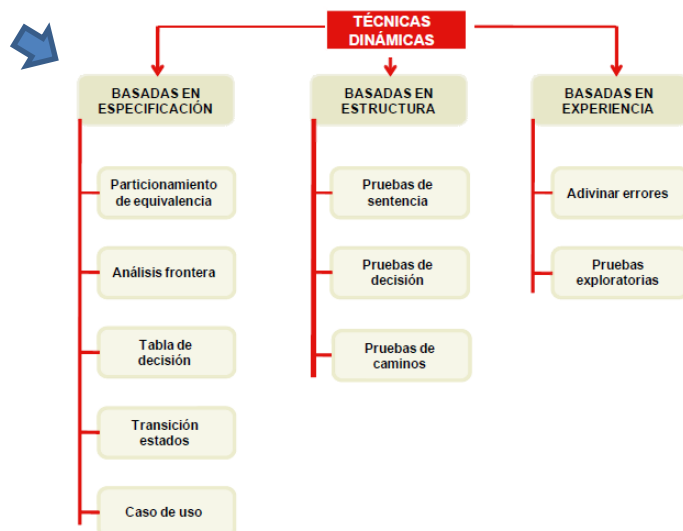 TÉCNICAS
DINÁMICAS
BASADAS EN
ESPECIFICACIÓN
Particionamiento
de equivalencia
Análisis frontera
Tabla de
decisión
Transición
estados
Caso de uso
BASADAS EN
ESTRUCTURA
Pruebas de
sentencia
Pruebas de
decisión
Pruebas de
caminos
BASADAS EN
EXPERIENCIA
Adivinar errores
Pruebas
exploratorias